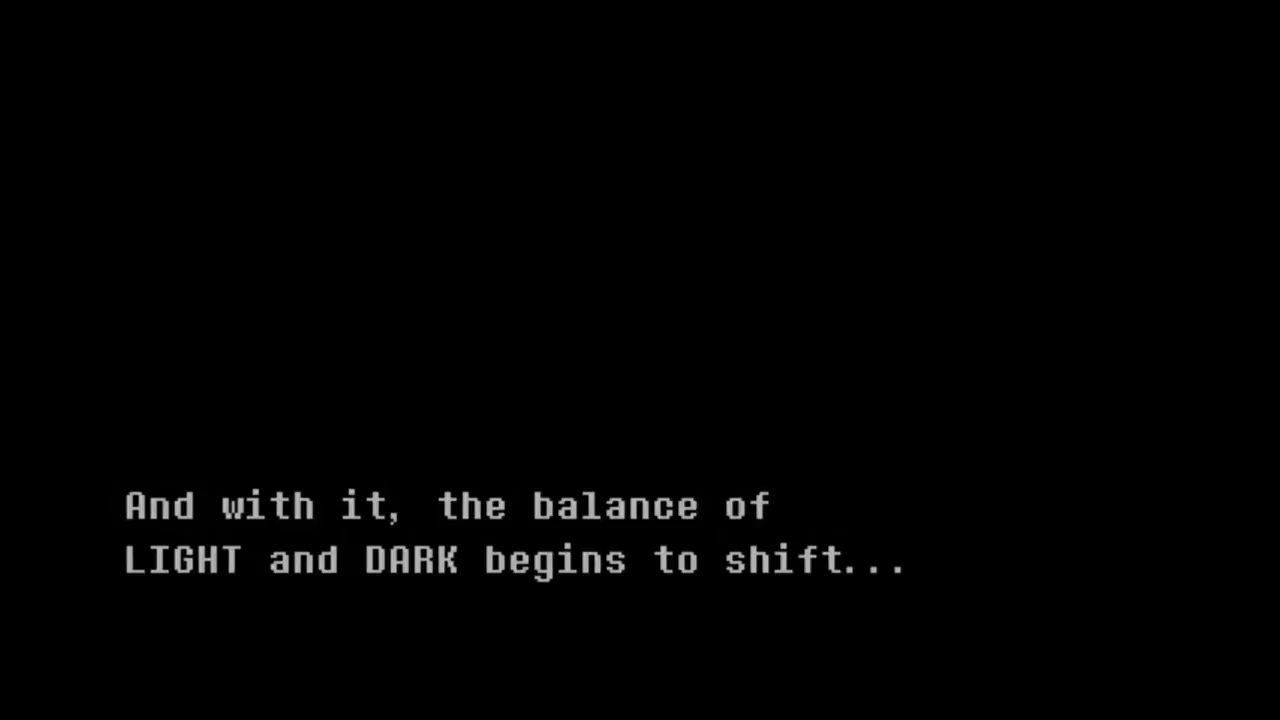 And with it, the balance of
LIGHT and DARK begins to shift...